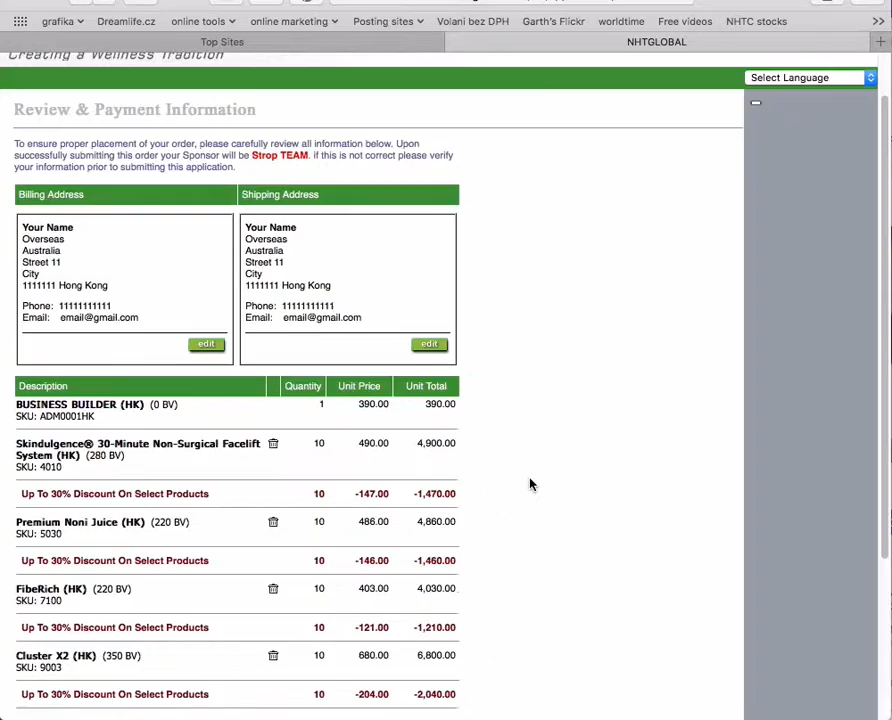 grafika Dreamlife.cz online tools online marketing Posting sites Volani bez DPH Garth's Flickr worldtime Free videos NHTC stocks >>
Top Sites NHTGLOBAL +
Creating a Wellness Tradition
Select Language
Review & Payment Information
To ensure proper placement of your order, please carefully review all information below. Upon
successfully submitting this order your Sponsor will be Strop TEAM. if this is not correct please verify
your information prior to submitting this application.
Billing Address Shipping Address
Your Name Your Name
Overseas Overseas
Australia Australia
Street 11 Street 11
City City
1111111 Hong Kong 1111111 Hong Kong
Phone: 11111111111 Phone: 11111111111
Email: email@gmail.com Email: email@gmail.com
edit edit
Description Quantity Unit Price Unit Total
BUSINESS BUILDER (HK) (0 BV) 1 390.00 390.00
SKU: ADM0001HK
Skindulgence® 30-Minute Non-Surgical Facelift 10 490.00 4,900.00
System (HK) (280 BV)
SKU: 4010
Up To 30% Discount On Select Products 10 -147.00 -1,470.00
Premium Noni Juice (HK) (220 BV) 10 486.00 4,860.00
SKU: 5030
Up To 30% Discount On Select Products 10 -146.00 -1,460.00
FibeRich (HK) (220 BV) 10 403.00 4,030.00
SKU: 7100
Up To 30% Discount On Select Products 10 -121.00 -1,210.00
Cluster X2 (HK) (350 BV) 10 680.00 6,800.00
SKU: 9003
Up To 30% Discount On Select Products 10 -204.00 -2,040.00